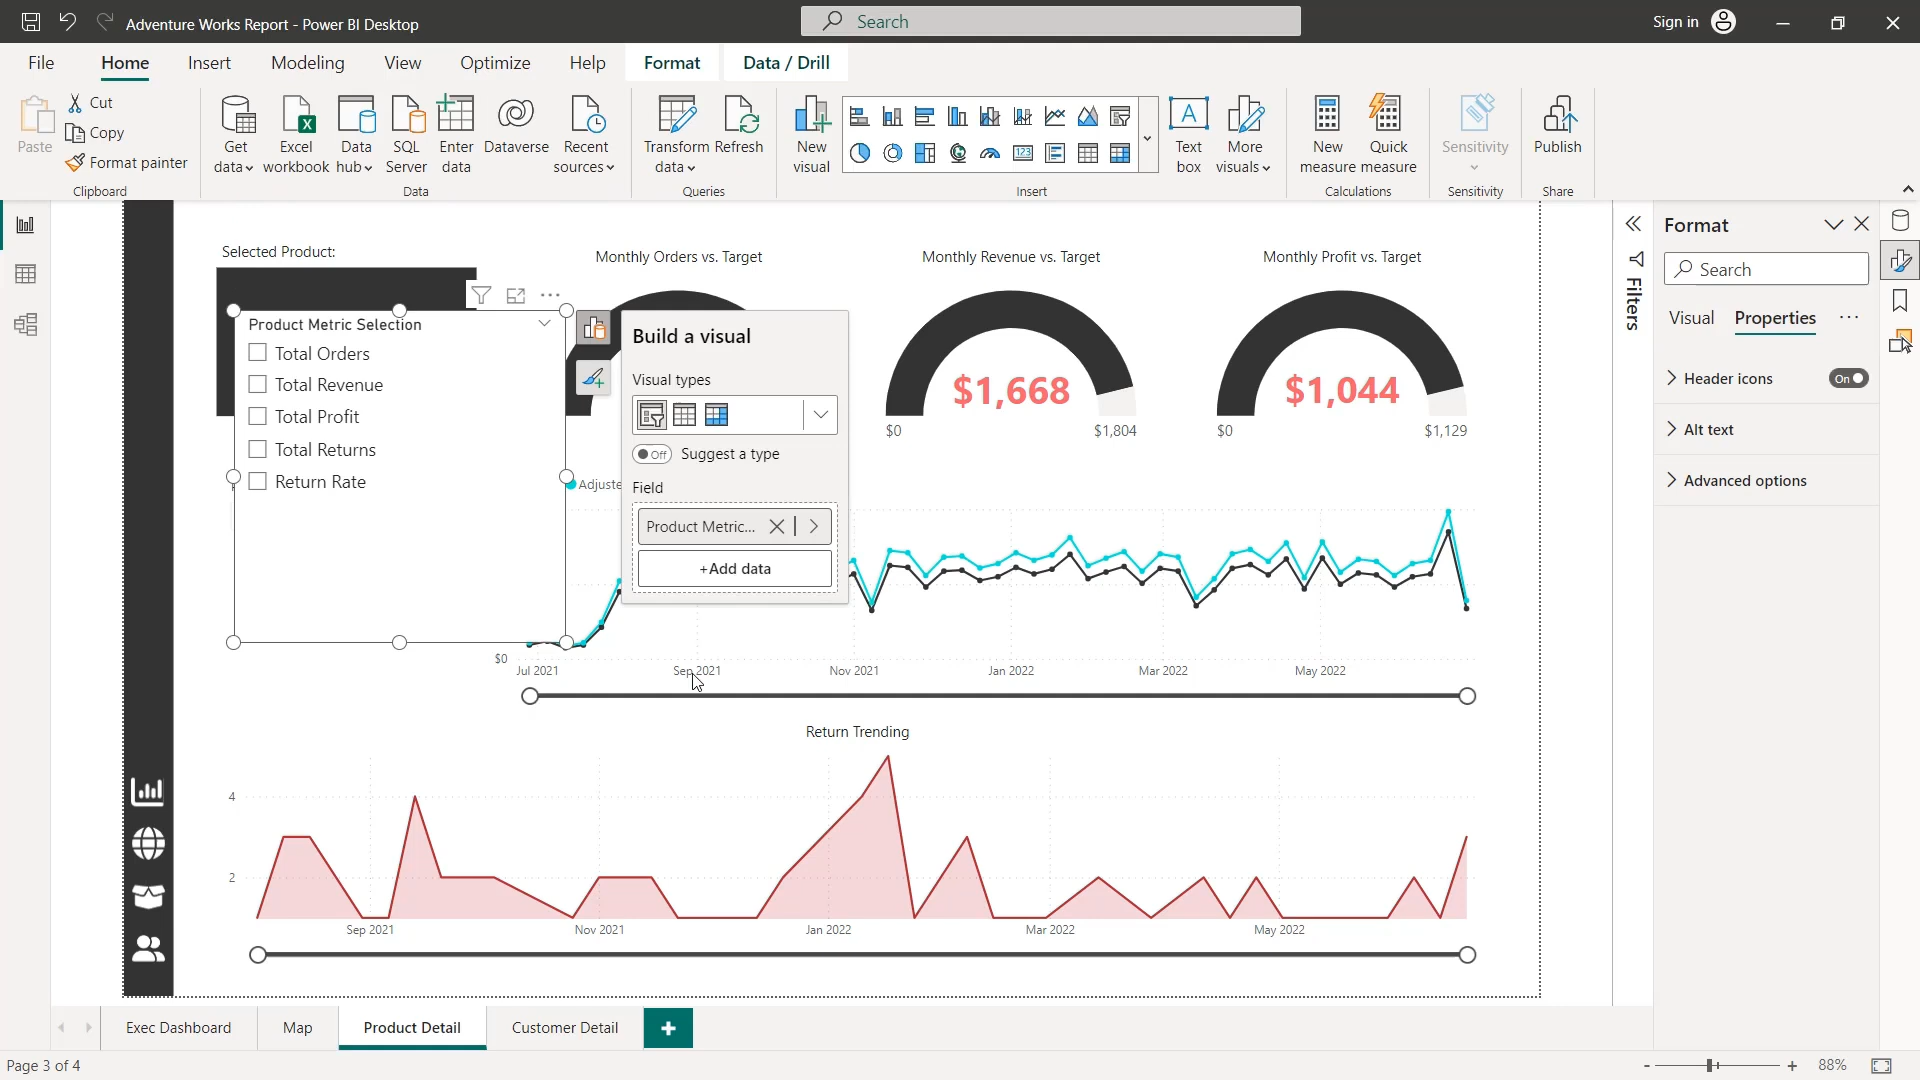 Adventure Works Report - Power BI Desktop
Search
Sign in
File
Home
Insert
Modeling
View
Optimize
Help
Format
Data / Drill
Paste
Cut
Copy
Format painter
Clipboard
Get data
Excel workbook
Data hub
SQL Server
Enter data
Dataverse
Recent sources
Data
Transform data
Refresh
Queries
New visual
123
A
Text box
More visuals
Insert
New measure
Quick measure
Calculations
Sensitivity
Sensitivity
Publish
Share
Selected Product:
Product Metric Selection
Total Orders
Total Revenue
Total Profit
Total Returns
Return Rate
Build a visual
Visual types
Off
Suggest a type
Field
Product Metric...
+Add data
Monthly Orders vs. Target
Monthly Revenue vs. Target
$1,668
$0
$1,804
Monthly Profit vs. Target
$1,044
$0
$1,129
$0
Jul 2021
Sep 2021
Nov 2021
Jan 2022
Mar 2022
May 2022
Return Trending
4
2
Sep 2021
Nov 2021
Jan 2022
Mar 2022
May 2022
Filters
Format
Search
Visual
Properties
...
Header icons
On
Alt text
Advanced options
Exec Dashboard
Map
Product Detail
Customer Detail
+
Page 3 of 4
-
+
88%